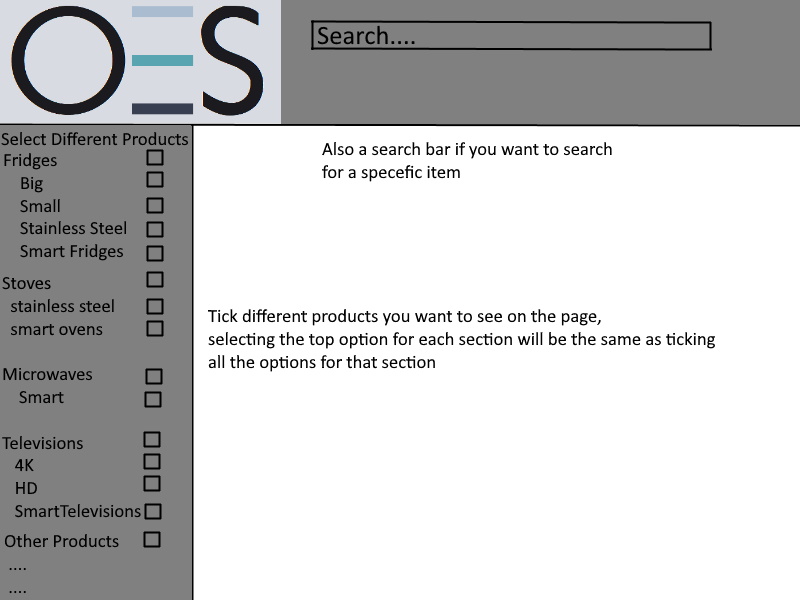 OES
Search....
Select Different Products
Fridges
Big
Small
Stainless Steel
Smart Fridges
Stoves
stainless steel
smart ovens
Microwaves
Smart
Televisions
4K
HD
SmartTelevisions
Other Products
....
....
Also a search bar if you want to search
for a specefic item
Tick different products you want to see on the page,
selecting the top option for each section will be the same as ticking
all the options for that section